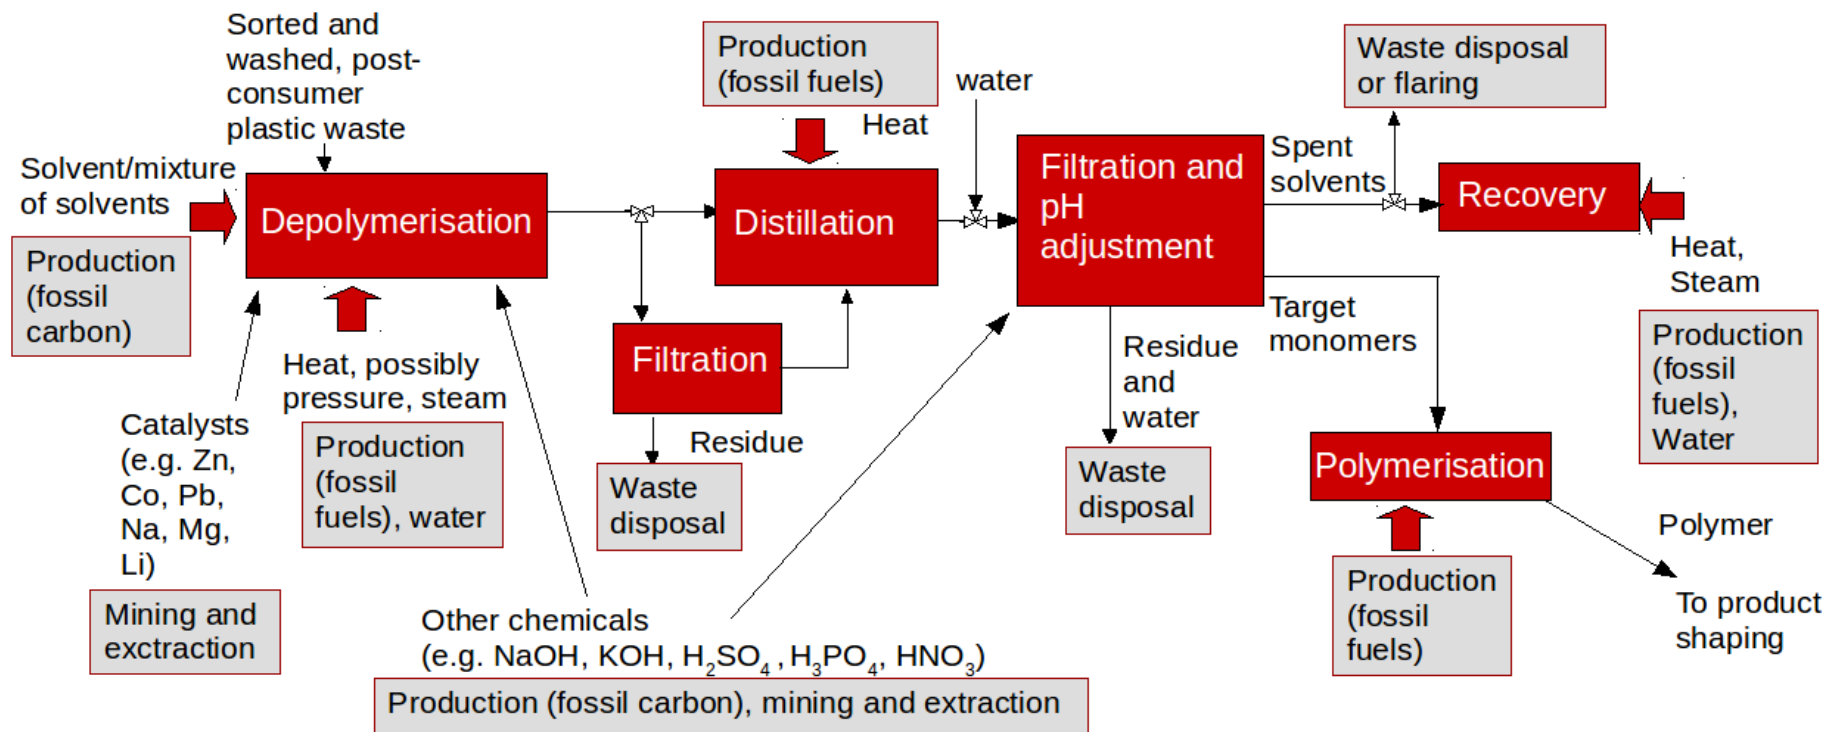 Sorted and
washed, post-
consumer
plastic waste
Solvent/mixture
of solvents
Production
(fossil
carbon)
Depolymerisation
Catalysts
(e.g. Zn,
Co, Pb,
Na, Mg,
Li)
Mining and
exctraction
Heat, possibly
pressure, steam
Production
(fossil
fuels), water
Other chemicals
(e.g. NaOH, KOH, H₂SO₄ , H₃PO₄, HNO₃)
Production (fossil carbon), mining and extraction
Filtration
Residue
Waste
disposal
Production
(fossil fuels)
Heat
Distillation
water
Filtration and
pH
adjustment
Residue
and
water
Waste
disposal
Spent
solvents
Waste disposal
or flaring
Recovery
Heat,
Steam
Production
(fossil
fuels),
Water
Target
monomers
Polymerisation
Production
(fossil
fuels)
Polymer
To product
shaping